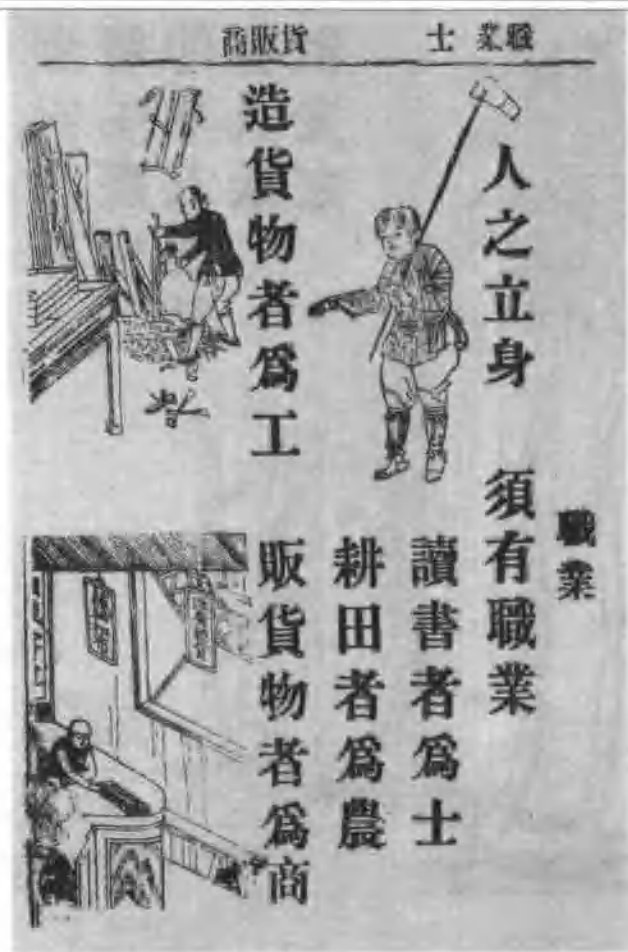 職業 士 貨販商
職業
人之立身 須有職業
讀書者爲士
耕田者爲農
造貨物者爲工
販貨物者爲商